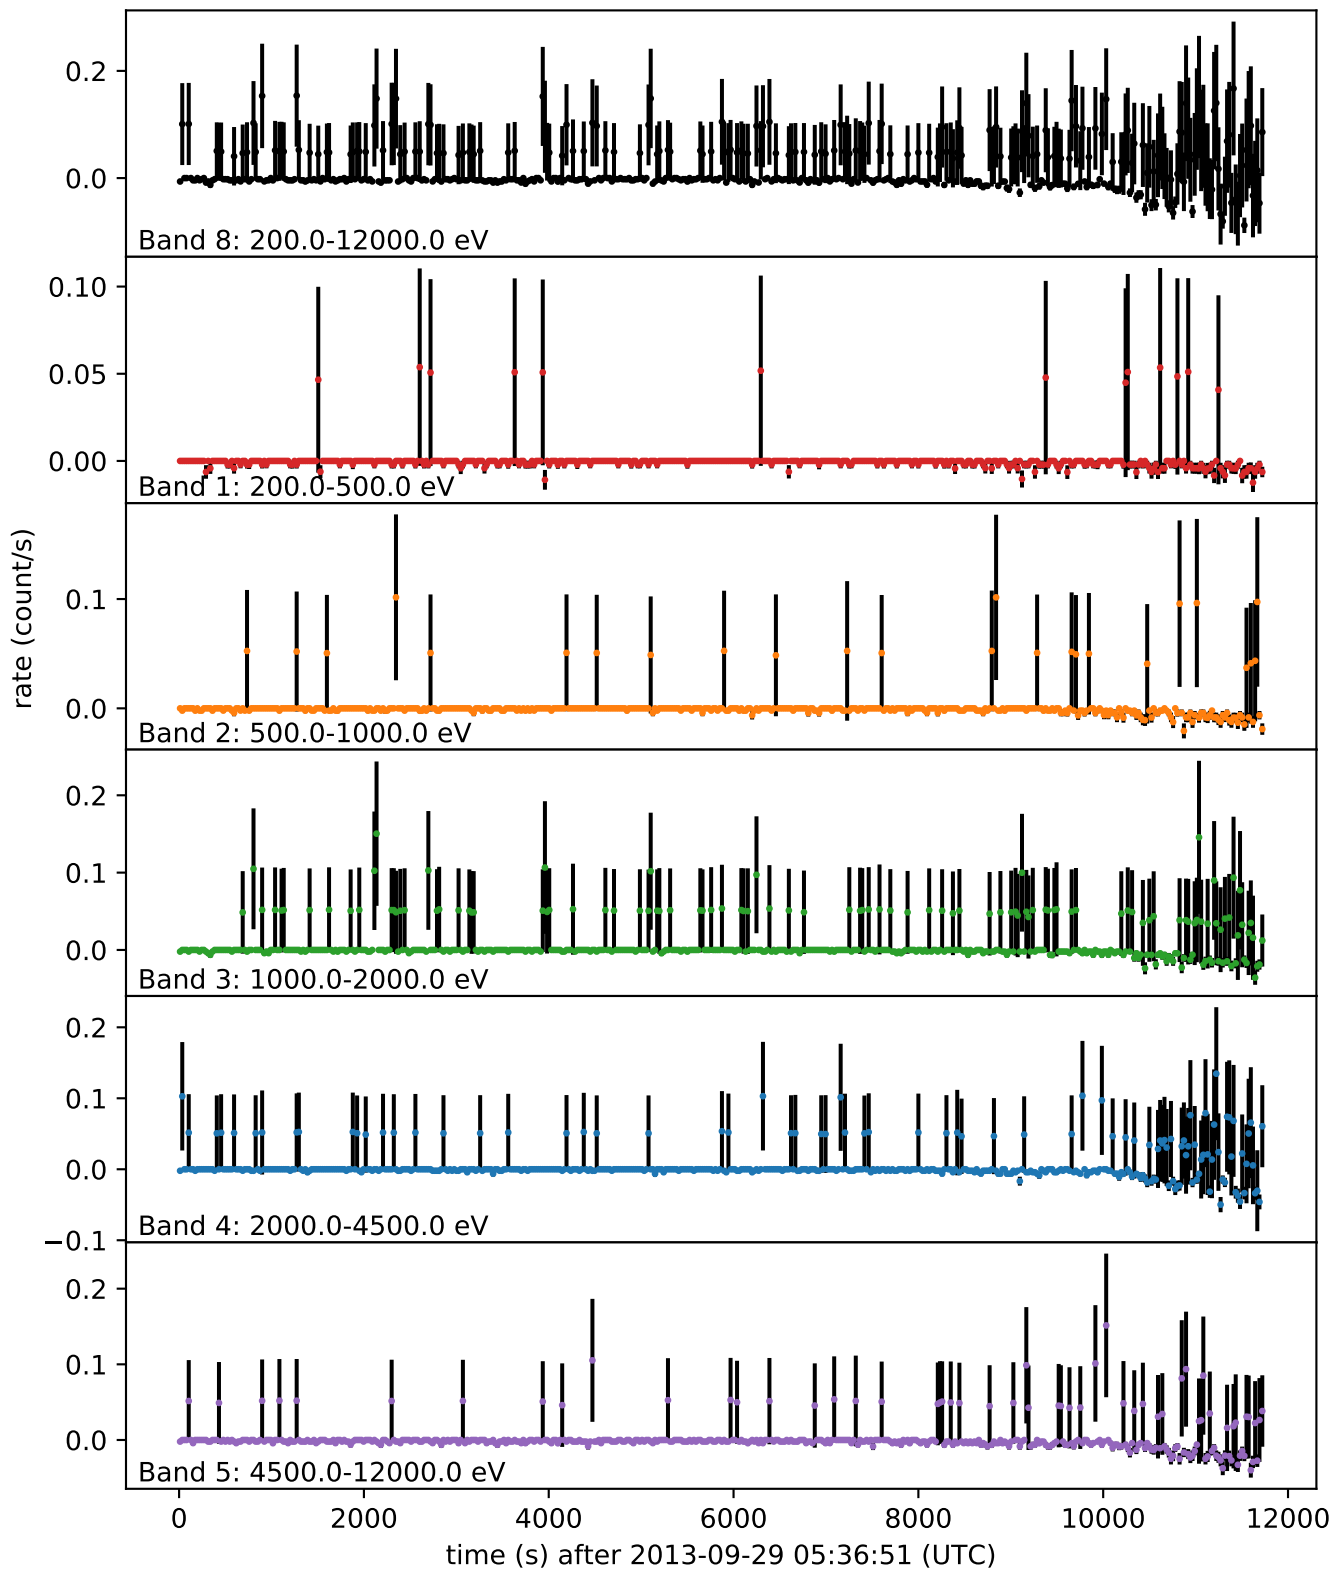 0.2
0.0
Band 8: 200.0-12000.0 eV
0.10
0.05
0.00
Band 1: 200.0-500.0 eV
rate (count/s)
0.1
0.0
Band 2: 500.0-1000.0 eV
0.2
0.1
0.0
Band 3: 1000.0-2000.0 eV
0.2
0.1
0.0
−0.1
Band 4: 2000.0-4500.0 eV
0.2
0.1
0.0
Band 5: 4500.0-12000.0 eV
0 2000 4000 6000 8000 10000 12000
time (s) after 2013-09-29 05:36:51 (UTC)